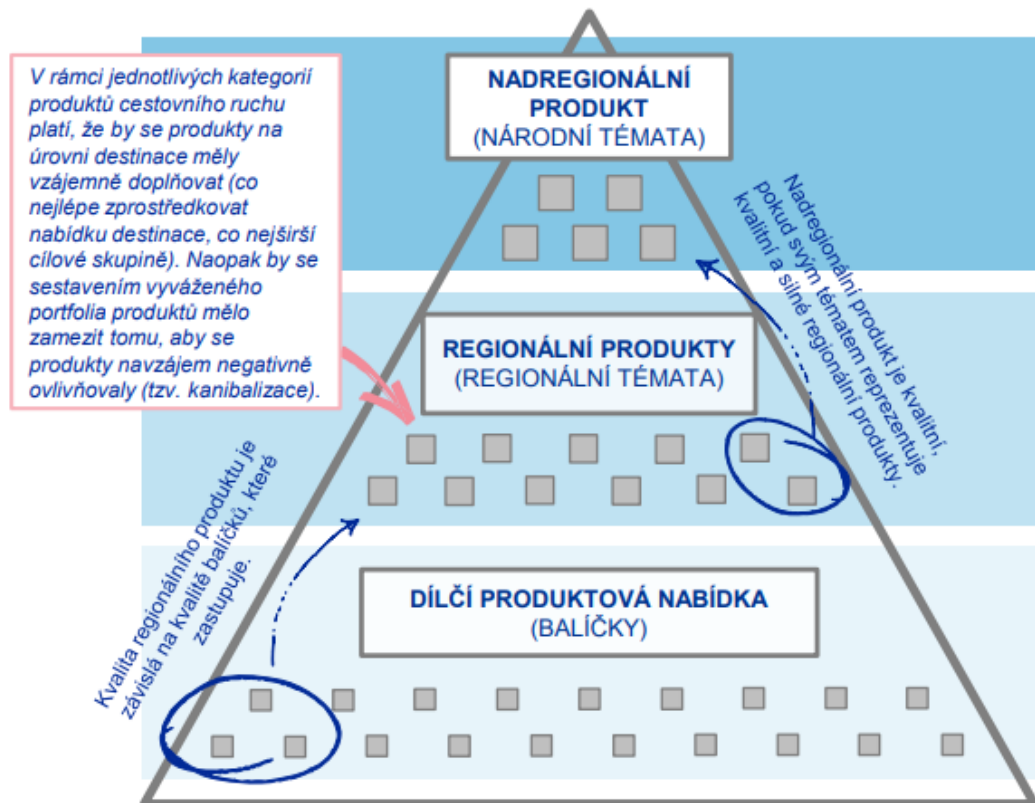 NADREGIONÁLNÍ
PRODUKT
(NÁRODNÍ TÉMATA)
V rámci jednotlivých kategorií
produktů cestovního ruchu
platí, že by se produkty na
úrovni destinace měly
vzájemně doplňovat (co
nejlépe zprostředkovat
nabídku destinace, co nejširší
cílové skupině). Naopak by se
sestavením vyváženého
portfolia produktů mělo
zamezit tomu, aby se
produkty navzájem negativně
ovlivňovaly (tzv. kanibalizace).
Nadregionální produkt je kvalitní,
pokud svým tématem reprezentuje
kvalitní a silné regionální produkty.
REGIONÁLNÍ PRODUKTY
(REGIONÁLNÍ TÉMATA)
Kvalita regionálního produktu je
závislá na kvalitě balíčků, které
zastupuje.
DÍLČÍ PRODUKTOVÁ NABÍDKA
(BALÍČKY)